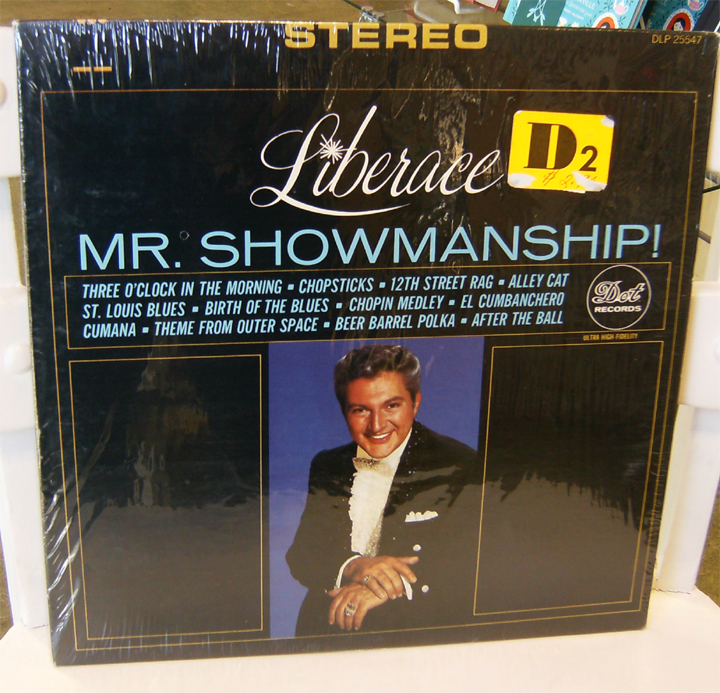 STEREO
DLP 25547
Liberace
D2
MR. SHOWMANSHIP!
THREE O'CLOCK IN THE MORNING ▪ CHOPSTICKS ▪ 12TH STREET RAG ▪ ALLEY CAT
ST. LOUIS BLUES ▪ BIRTH OF THE BLUES ▪ CHOPIN MEDLEY ▪ EL CUMBANCHERO
CUMANA ▪ THEME FROM OUTER SPACE ▪ BEER BARREL POLKA ▪ AFTER THE BALL
Dot
RECORDS
ULTRA HIGH FIDELITY